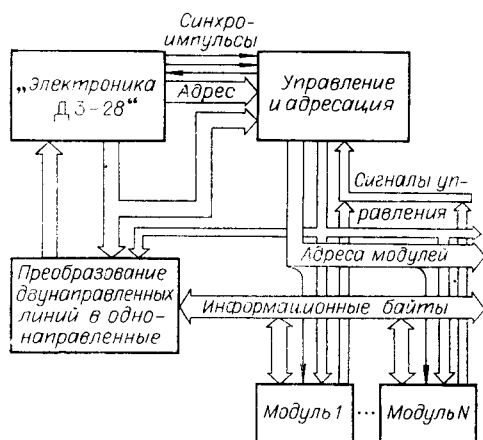 Синхро-
импульсы
„Электроника
Д3-28“
Адрес
Управление
и адресация
Сигналы уп-
равления
Адреса модулей
Преобразование
двунаправленных
линий в одно-
направленные
Информационные байты
Модуль 1 ... Модуль N